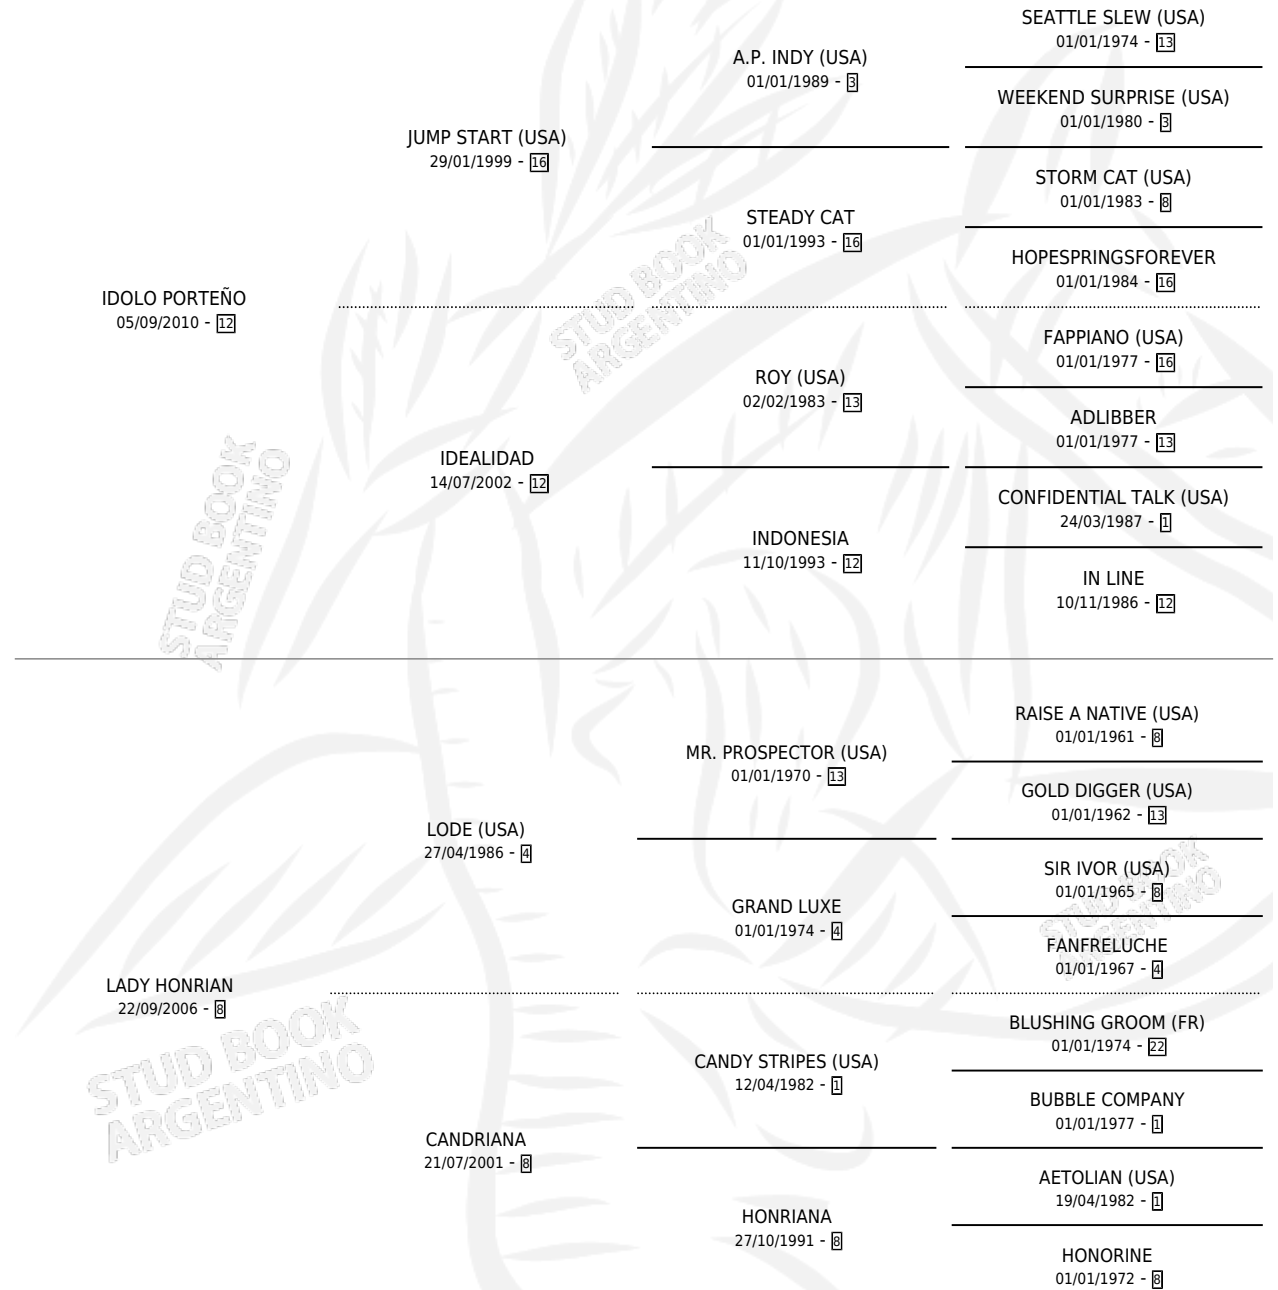 SEATTLE SLEW (USA)
01/01/1974 - 13
A.P. INDY (USA)
01/01/1989 - 3
WEEKEND SURPRISE (USA)
01/01/1980 - 3
JUMP START (USA)
29/01/1999 - 16
STORM CAT (USA)
01/01/1983 - 8
STEADY CAT
01/01/1993 - 16
HOPESPRINGSFOREVER
01/01/1984 - 16
IDOLO PORTEÑO
05/09/2010 - 12
FAPPIANO (USA)
01/01/1977 - 16
ROY (USA)
02/02/1983 - 13
ADLIBBER
01/01/1977 - 13
IDEALIDAD
14/07/2002 - 12
CONFIDENTIAL TALK (USA)
24/03/1987 - 1
INDONESIA
11/10/1993 - 12
IN LINE
10/11/1986 - 12
RAISE A NATIVE (USA)
01/01/1961 - 8
MR. PROSPECTOR (USA)
01/01/1970 - 13
GOLD DIGGER (USA)
01/01/1962 - 13
LODE (USA)
27/04/1986 - 4
SIR IVOR (USA)
01/01/1965 - 8
GRAND LUXE
01/01/1974 - 4
FANFRELUCHE
01/01/1967 - 4
LADY HONRIAN
22/09/2006 - 8
BLUSHING GROOM (FR)
01/01/1974 - 22
CANDY STRIPES (USA)
12/04/1982 - 1
BUBBLE COMPANY
01/01/1977 - 1
CANDRIANA
21/07/2001 - 8
AETOLIAN (USA)
19/04/1982 - 1
HONRIANA
27/10/1991 - 8
HONORINE
01/01/1972 - 8
STUD BOOK
ARGENTINO
STUD BOOK
ARGENTINO
STUD BOOK
ARGENTINO
STUD BOOK
ARGENTINO